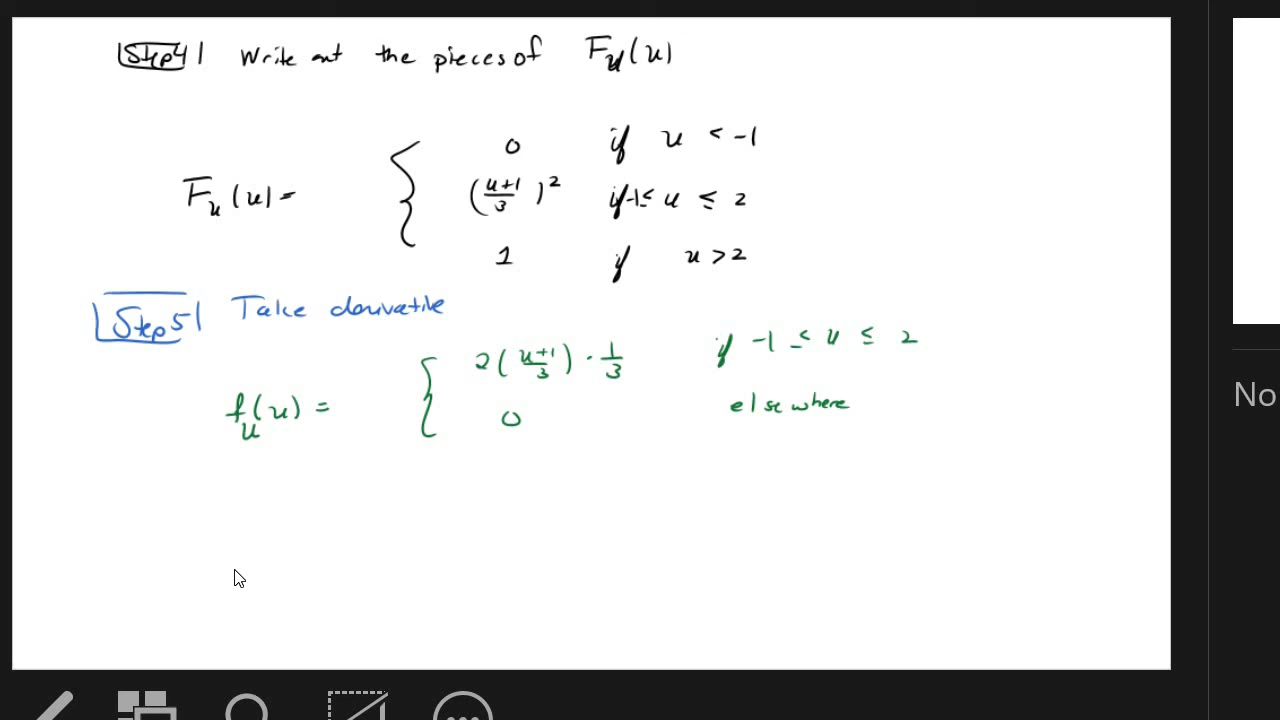 Step 4 Write out the pieces of F_U(u)
F_u(u) = { 0 if u < -1
(u+1/3)² if -1 ≤ u ≤ 2
1 if u > 2
Step 5 Take derivative
f_u(u) = { 2(u+1/3) · 1/3 if -1 ≤ u ≤ 2
0 elsewhere
No